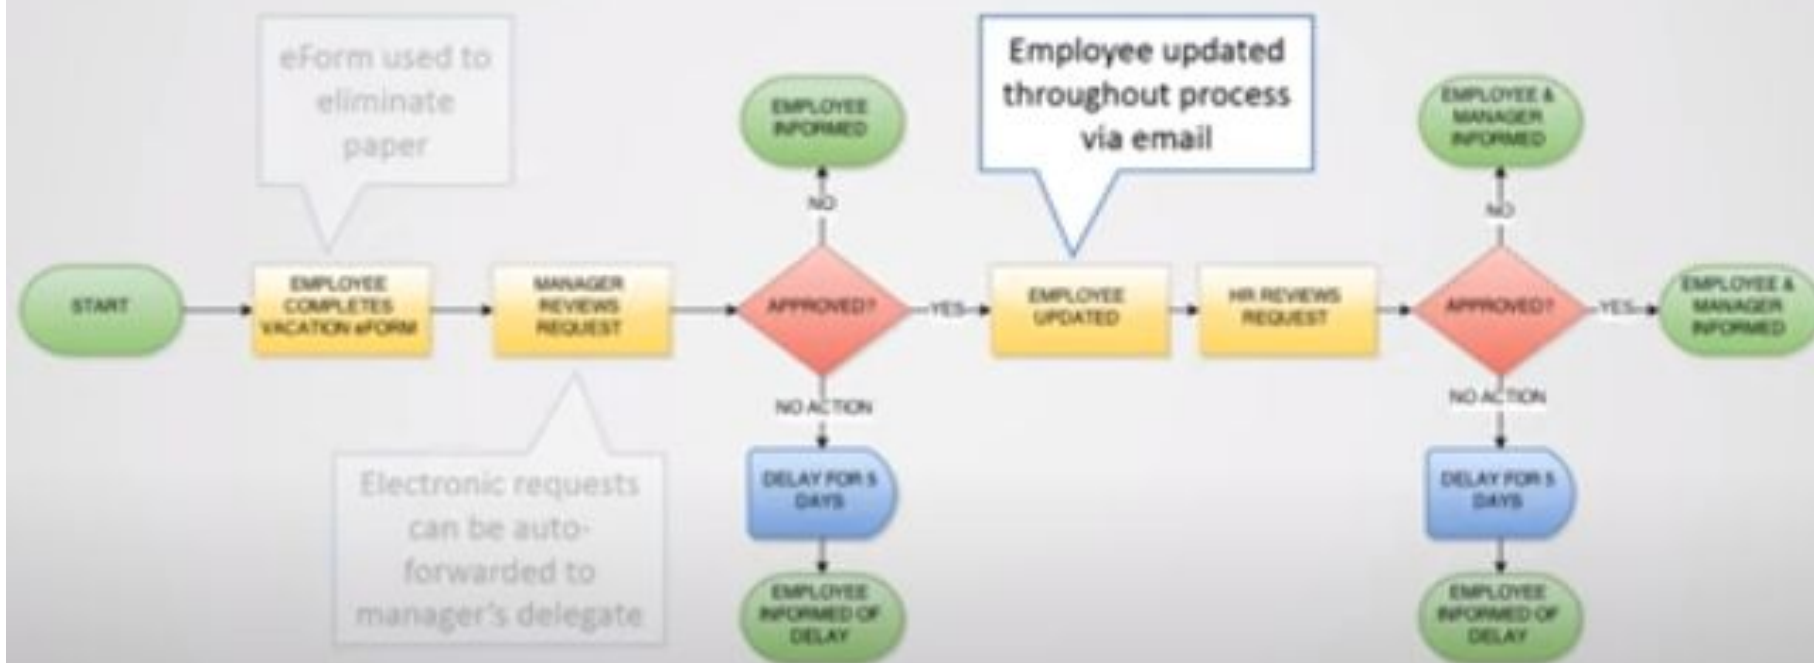 eForm used to
eliminate
paper
Employee updated
throughout process
via email
EMPLOYEE
INFORMED
EMPLOYEE &
MANAGER
INFORMED
NO
NO
START
EMPLOYEE
COMPLETES
VACATION eFORM
MANAGER
REVIEWS
REQUEST
APPROVED?
YES
EMPLOYEE
UPDATED
HR REVIEWS
REQUEST
APPROVED?
YES
EMPLOYEE &
MANAGER
INFORMED
NO ACTION
NO ACTION
Electronic requests
can be auto-
forwarded to
manager's delegate
DELAY FOR 5
DAYS
DELAY FOR 5
DAYS
EMPLOYEE
INFORMED OF
DELAY
EMPLOYEE
INFORMED OF
DELAY